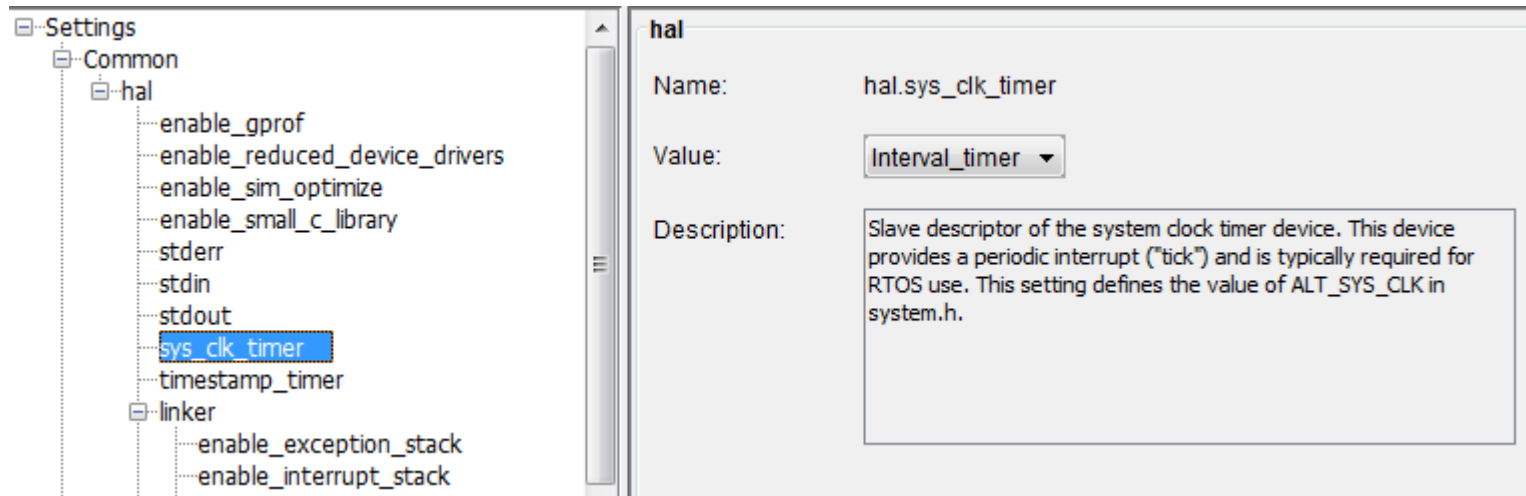 Settings
Common
hal
enable_gprof
enable_reduced_device_drivers
enable_sim_optimize
enable_small_c_library
stderr
stdin
stdout
sys_clk_timer
timestamp_timer
linker
enable_exception_stack
enable_interrupt_stack
hal
Name: hal.sys_clk_timer
Value: Interval_timer
Description: Slave descriptor of the system clock timer device. This device
provides a periodic interrupt ("tick") and is typically required for
RTOS use. This setting defines the value of ALT_SYS_CLK in
system.h.